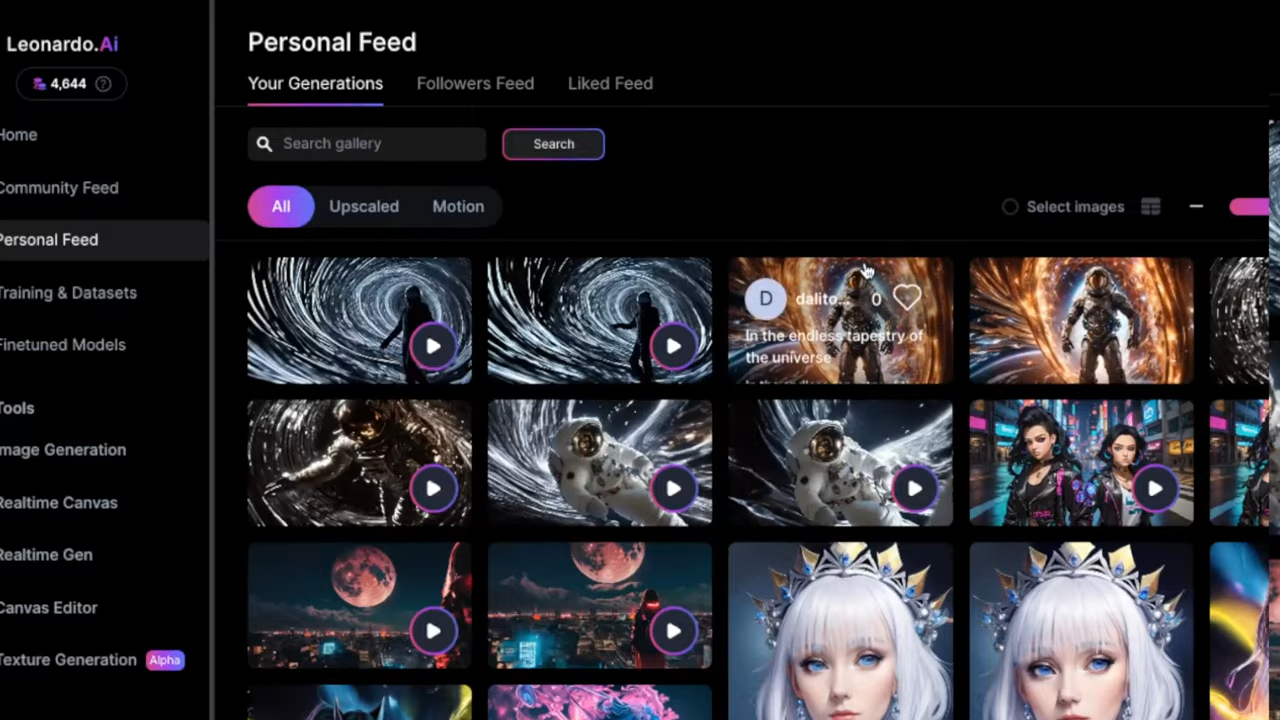 Leonardo.Ai
4,644
Home
Community Feed
Personal Feed
Training & Datasets
Finetuned Models
Tools
Image Generation
Realtime Canvas
Realtime Gen
Canvas Editor
Texture Generation Alpha
Personal Feed
Your Generations Followers Feed Liked Feed
Search gallery Search
All Upscaled Motion Select images
D dalito... 0
In the endless tapestry of
the universe